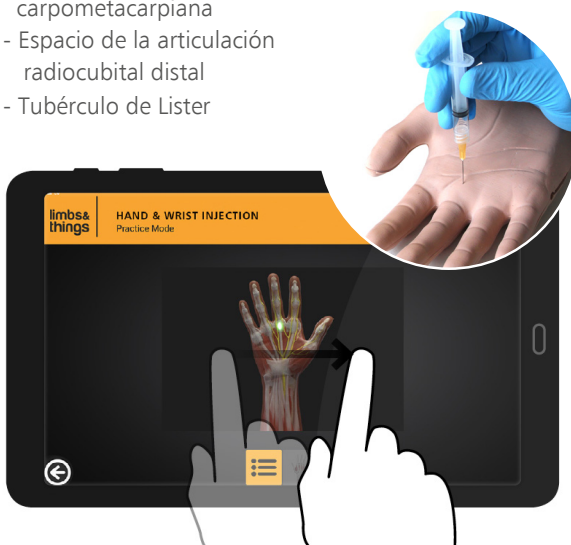 carpometacarpiana
- Espacio de la articulación
radiocubital distal
- Tubérculo de Lister
limbs&
things
HAND & WRIST INJECTION
Practice Mode